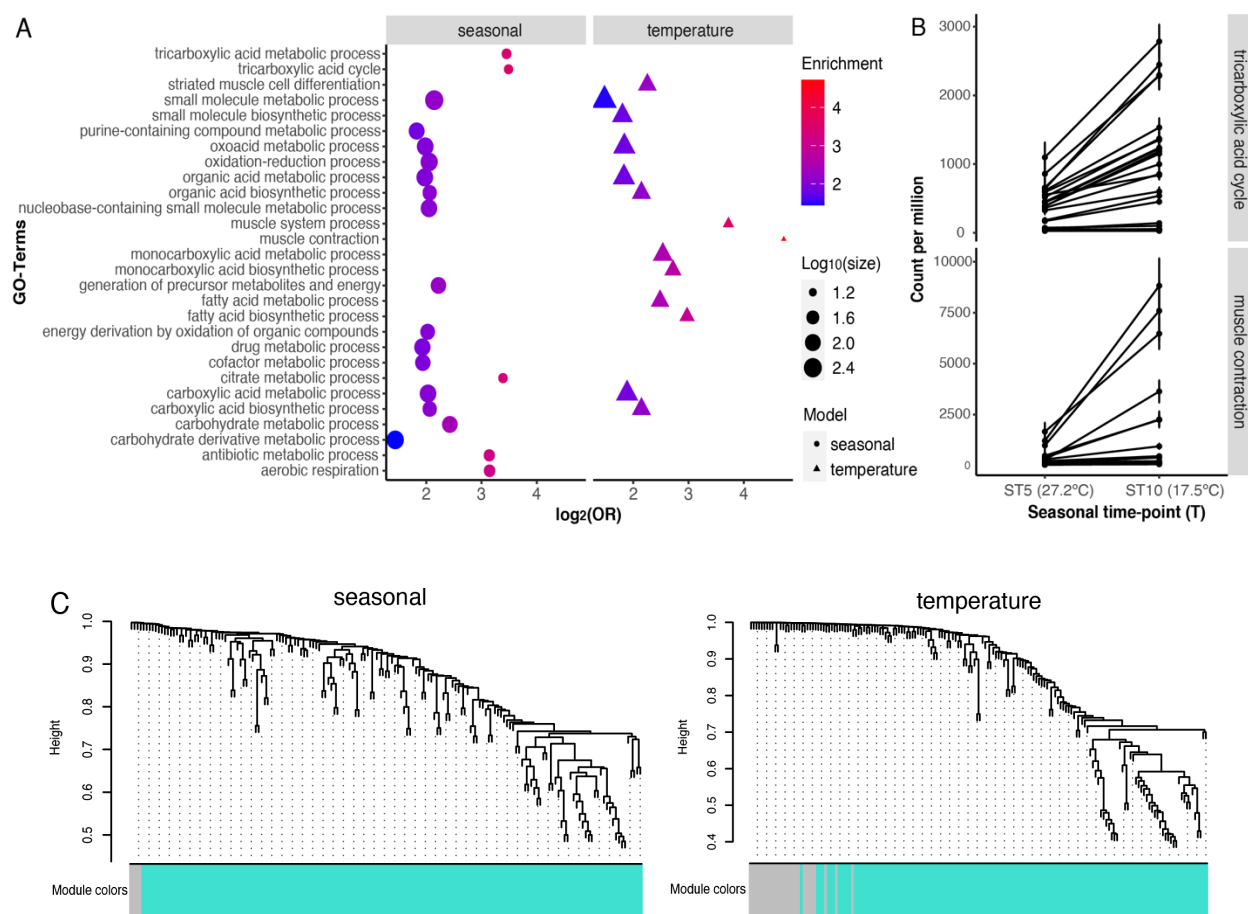 A
seasonal
temperature
GO-Terms
tricarboxylic acid metabolic process
tricarboxylic acid cycle
striated muscle cell differentiation
small molecule metabolic process
small molecule biosynthetic process
purine-containing compound metabolic process
oxoacid metabolic process
oxidation-reduction process
organic acid metabolic process
organic acid biosynthetic process
nucleobase-containing small molecule metabolic process
muscle system process
muscle contraction
monocarboxylic acid metabolic process
monocarboxylic acid biosynthetic process
generation of precursor metabolites and energy
fatty acid metabolic process
fatty acid biosynthetic process
energy derivation by oxidation of organic compounds
drug metabolic process
cofactor metabolic process
citrate metabolic process
carboxylic acid metabolic process
carboxylic acid biosynthetic process
carbohydrate metabolic process
carbohydrate derivative metabolic process
antibiotic metabolic process
aerobic respiration
2 3 4
2 3 4
log2(OR)
Enrichment
4
3
2
Log10(size)
1.2
1.6
2.0
2.4
Model
seasonal
temperature
B
Count per million
3000
2000
1000
0
tricarboxylic acid cycle
10000
7500
5000
2500
0
muscle contraction
ST5 (27.2ºC) ST10 (17.5ºC)
Seasonal time-point (T)
C
seasonal
Height
1.0
0.9
0.8
0.7
0.6
0.5
Module colors
temperature
Height
1.0
0.9
0.8
0.7
0.6
0.5
0.4
Module colors